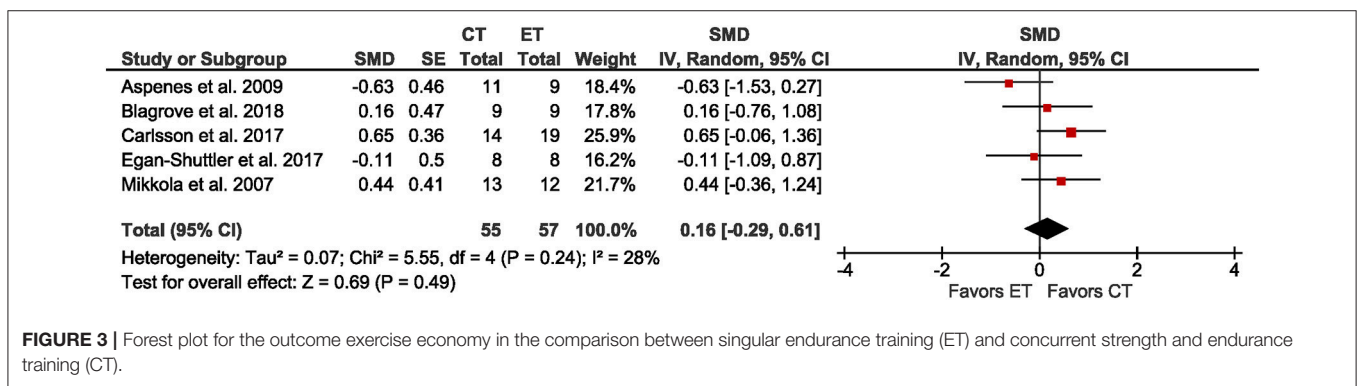 CT ET SMD SMD
Study or Subgroup SMD SE Total Total Weight IV, Random, 95% CI IV, Random, 95% CI
Aspenes et al. 2009 -0.63 0.46 11 9 18.4% -0.63 [-1.53, 0.27]
Blagrove et al. 2018 0.16 0.47 9 9 17.8% 0.16 [-0.76, 1.08]
Carlsson et al. 2017 0.65 0.36 14 19 25.9% 0.65 [-0.06, 1.36]
Egan-Shuttler et al. 2017 -0.11 0.5 8 8 16.2% -0.11 [-1.09, 0.87]
Mikkola et al. 2007 0.44 0.41 13 12 21.7% 0.44 [-0.36, 1.24]
Total (95% CI) 55 57 100.0% 0.16 [-0.29, 0.61]
Heterogeneity: Tau² = 0.07; Chi² = 5.55, df = 4 (P = 0.24); I² = 28%
Test for overall effect: Z = 0.69 (P = 0.49)
-4 -2 0 2 4
Favors ET Favors CT
FIGURE 3 | Forest plot for the outcome exercise economy in the comparison between singular endurance training (ET) and concurrent strength and endurance
training (CT).